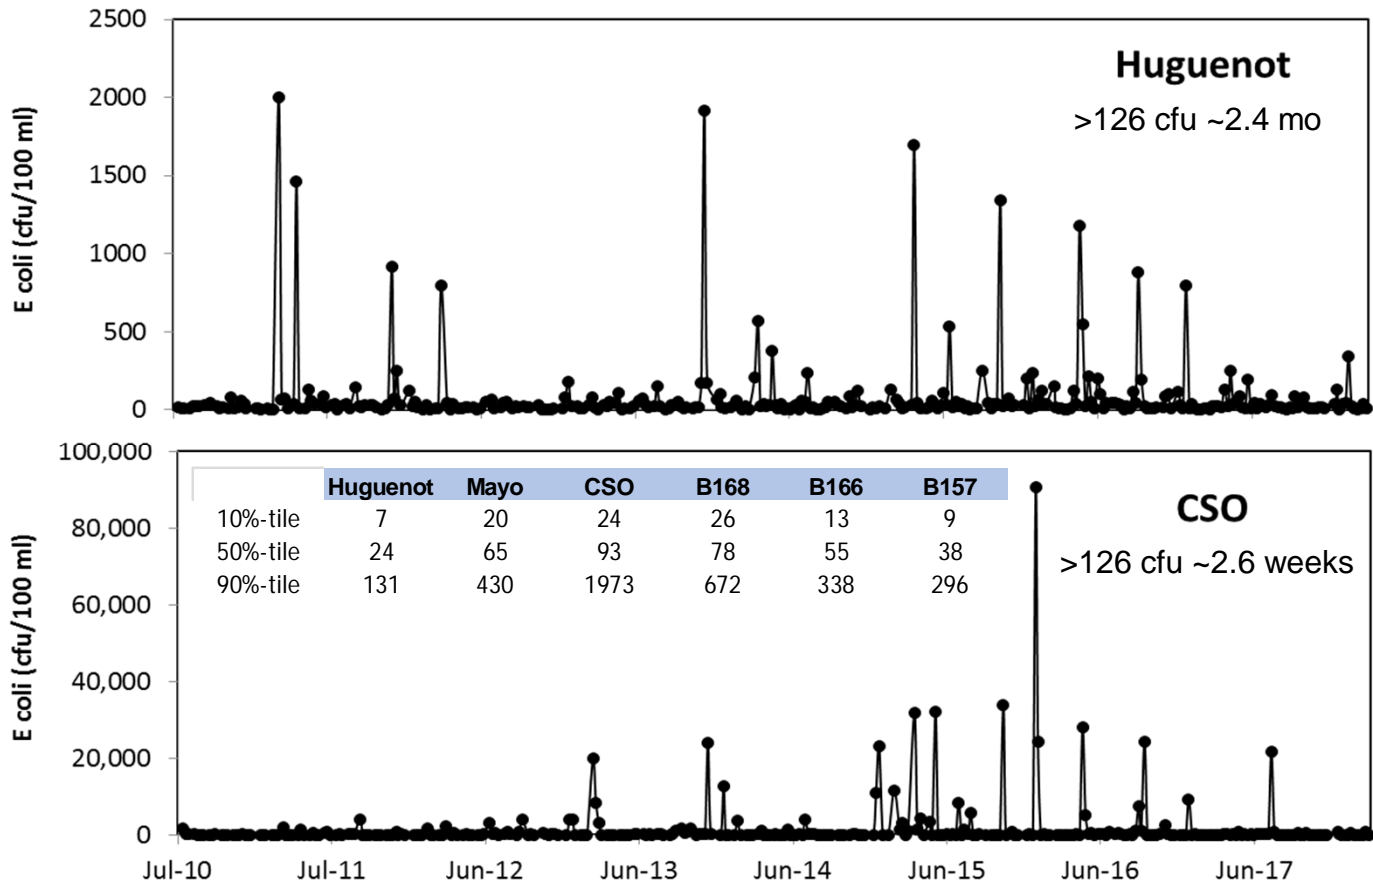 2500
2000
1500
1000
500
0
E coli (cfu/100 ml)
Huguenot
>126 cfu ~2.4 mo
100,000
80,000
60,000
40,000
20,000
0
E coli (cfu/100 ml)
Huguenot Mayo CSO B168 B166 B157
10%-tile 7 20 24 26 13 9
50%-tile 24 65 93 78 55 38
90%-tile 131 430 1973 672 338 296
CSO
>126 cfu ~2.6 weeks
Jul-10 Jul-11 Jun-12 Jun-13 Jun-14 Jun-15 Jun-16 Jun-17